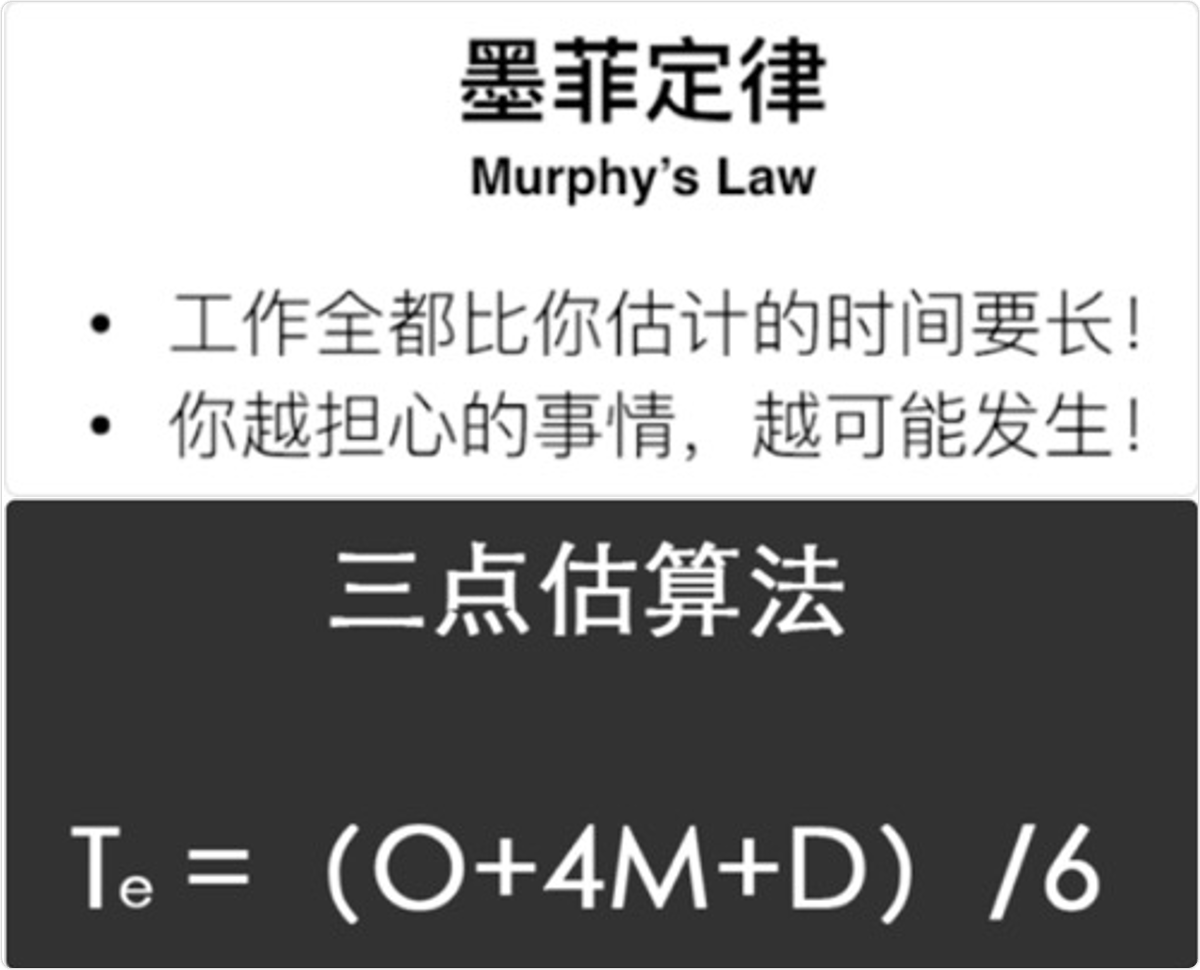 墨菲定律
Murphy’s Law
• 工作全都比你估计的时间要长!
• 你越担心的事情，越可能发生!
三点估算法
Te = (O+4M+D) /6